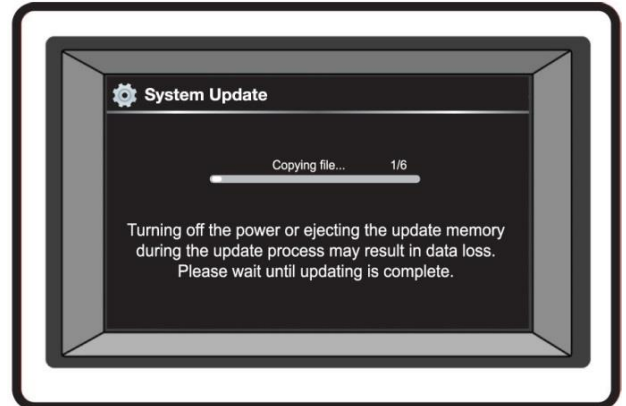 System Update
Copying file... 1/6
Turning off the power or ejecting the update memory
during the update process may result in data loss.
Please wait until updating is complete.